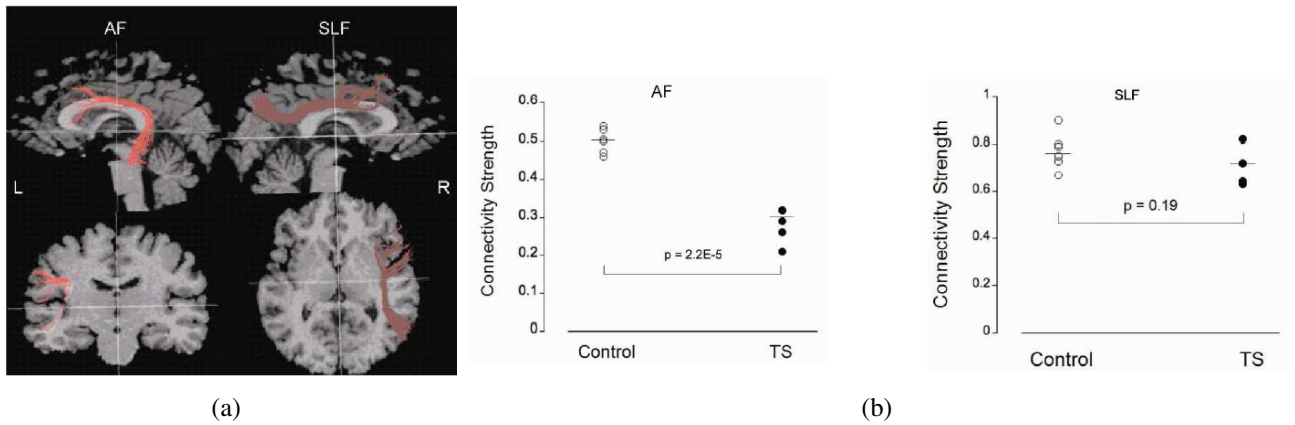 AF
SLF
L
R
(a)
AF
Connectivity Strength
0.6
0.5
0.4
0.3
0.2
0.1
0
p = 2.2E-5
Control
TS
SLF
Connectivity Strength
1
0.8
0.6
0.4
0.2
0
p = 0.19
Control
TS
(b)